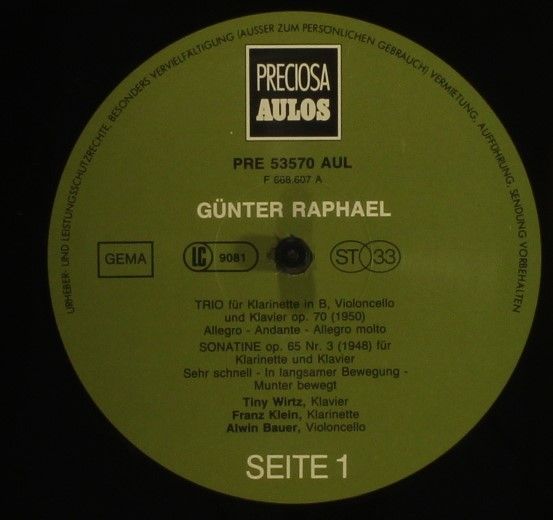 URHEBER- UND LEISTUNGSSCHUTZRECHTE, BESONDERS VERVIELFÄLTIGUNG (AUSSER ZUM PERSÖNLICHEN GEBRAUCH) VERMIETUNG, AUFFÜHRUNG, SENDUNG VORBEHALTEN
PRECIOSA
AULOS
PRE 53570 AUL
F 668.607 A
GÜNTER RAPHAEL
GEMA LC 9081 ST 33
TRIO für Klarinette in B, Violoncello
und Klavier op. 70 (1950)
Allegro - Andante - Allegro molto
SONATINE op. 65 Nr. 3 (1948) für
Klarinette und Klavier
Sehr schnell - In langsamer Bewegung -
Munter bewegt
Tiny Wirtz, Klavier
Franz Klein, Klarinette
Alwin Bauer, Violoncello
SEITE 1